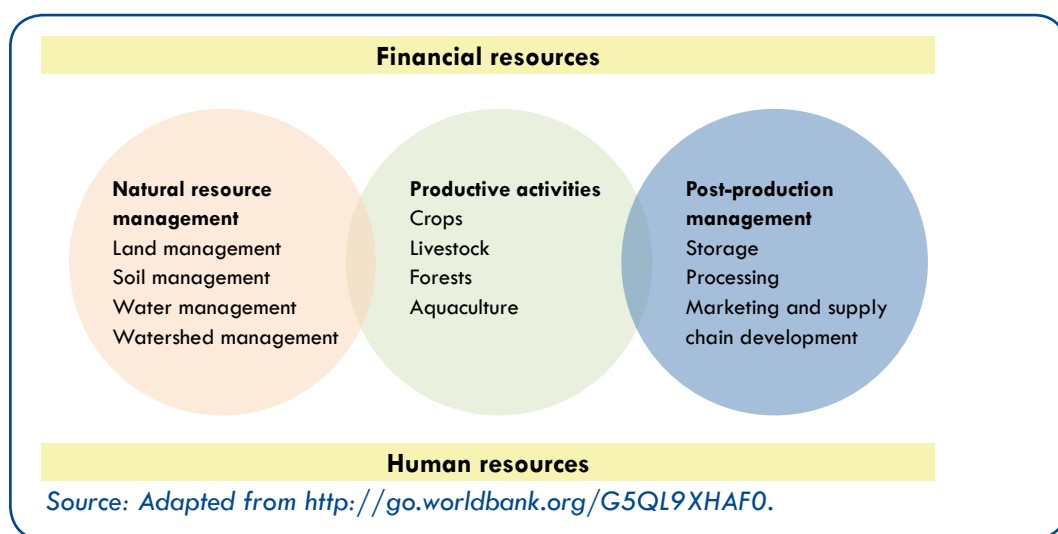 Financial resources
Natural resource
management
Land management
Soil management
Water management
Watershed management
Productive activities
Crops
Livestock
Forests
Aquaculture
Post-production
management
Storage
Processing
Marketing and supply
chain development
Human resources
Source: Adapted from http://go.worldbank.org/G5QL9XHAF0.